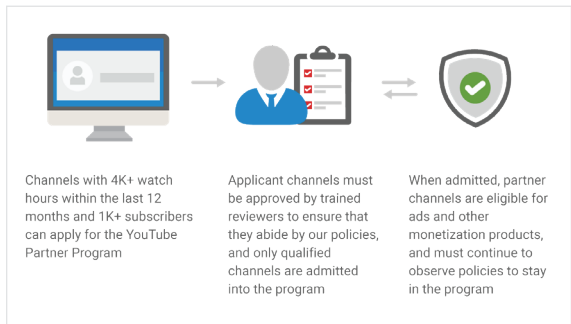 Channels with 4K+ watch
hours within the last 12
months and 1K+ subscribers
can apply for the YouTube
Partner Program
Applicant channels must
be approved by trained
reviewers to ensure that
they abide by our policies,
and only qualified
channels are admitted
into the program
When admitted, partner
channels are eligible for
ads and other
monetization products,
and must continue to
observe policies to stay
in the program